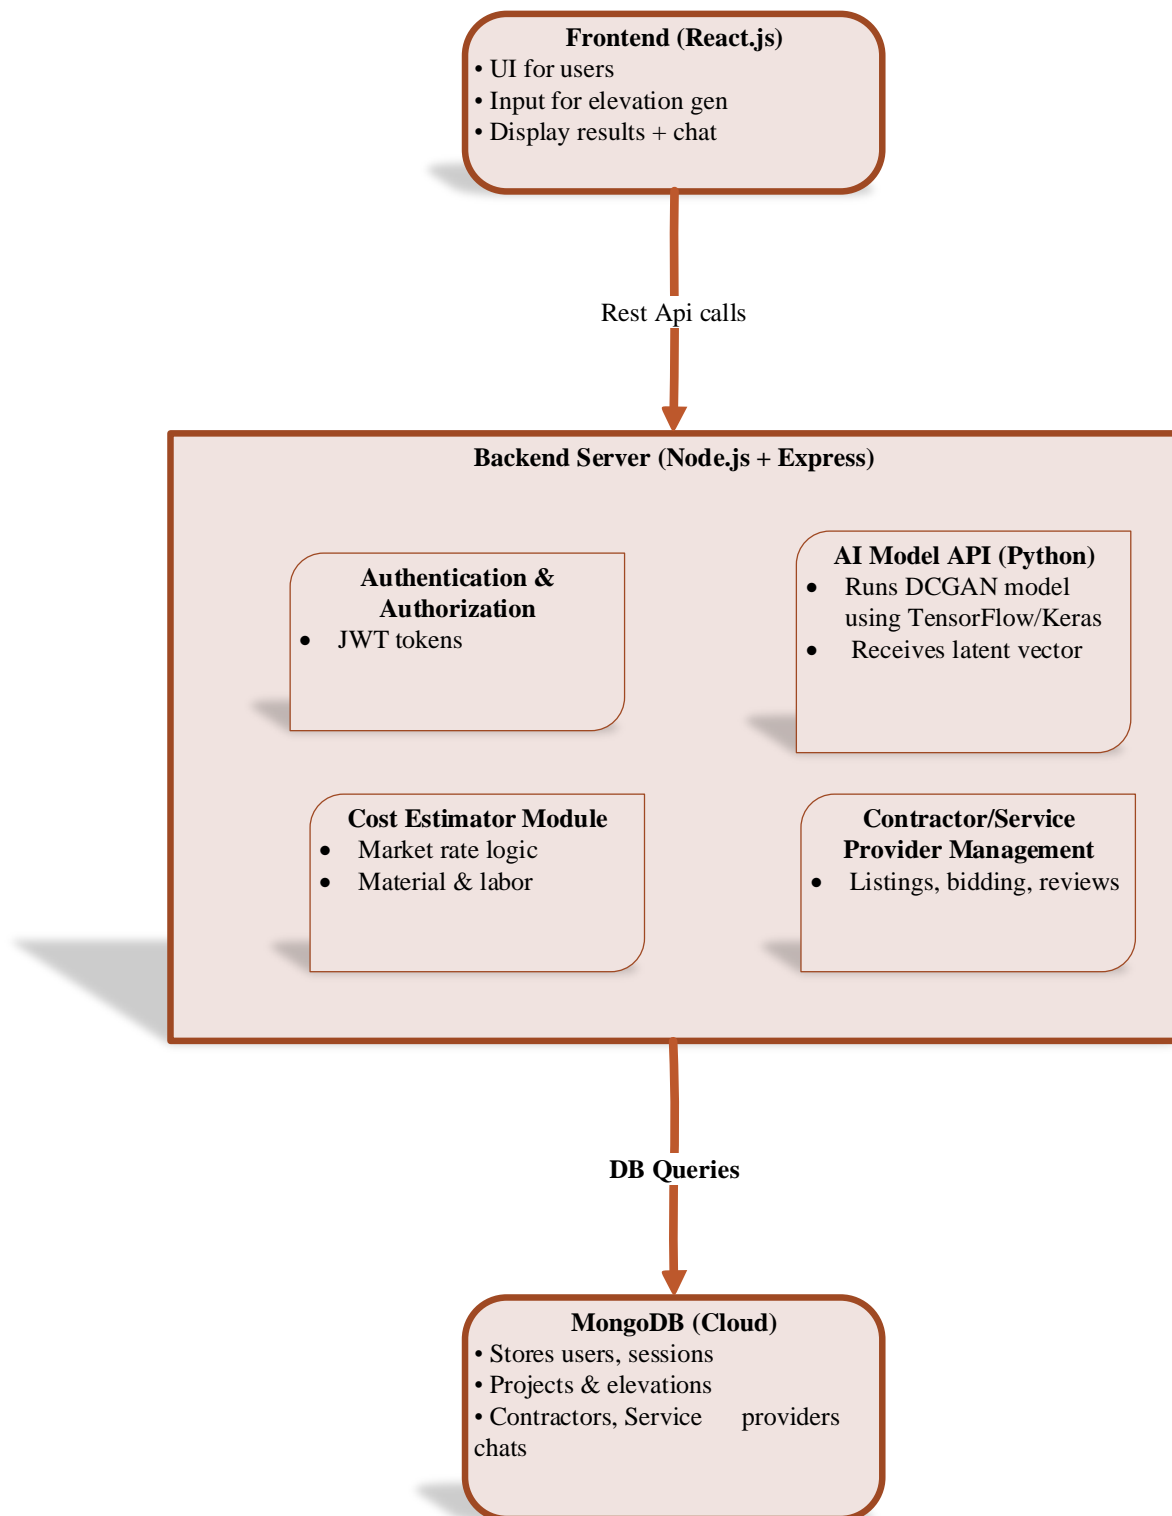 Frontend (React.js)
• UI for users
• Input for elevation gen
• Display results + chat
Rest Api calls
Backend Server (Node.js + Express)
Authentication &
Authorization
• JWT tokens
AI Model API (Python)
• Runs DCGAN model
using TensorFlow/Keras
• Receives latent vector
Cost Estimator Module
• Market rate logic
• Material & labor
Contractor/Service
Provider Management
• Listings, bidding, reviews
DB Queries
MongoDB (Cloud)
• Stores users, sessions
• Projects & elevations
• Contractors, Service providers
chats